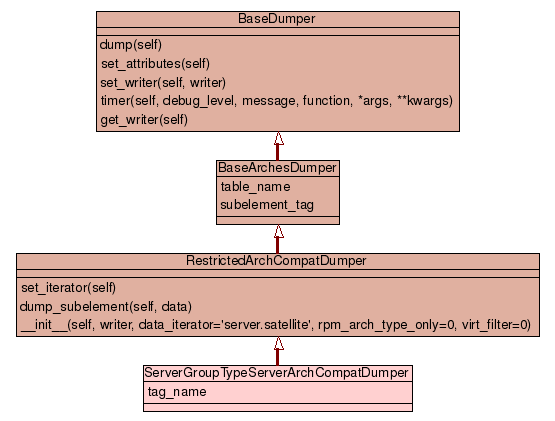 BaseDumper
dump(self)
set_attributes(self)
set_writer(self, writer)
timer(self, debug_level, message, function, *args, **kwargs)
get_writer(self)
BaseArchesDumper
table_name
subelement_tag
RestrictedArchCompatDumper
set_iterator(self)
dump_subelement(self, data)
__init__(self, writer, data_iterator='server.satellite', rpm_arch_type_only=0, virt_filter=0)
ServerGroupTypeServerArchCompatDumper
tag_name